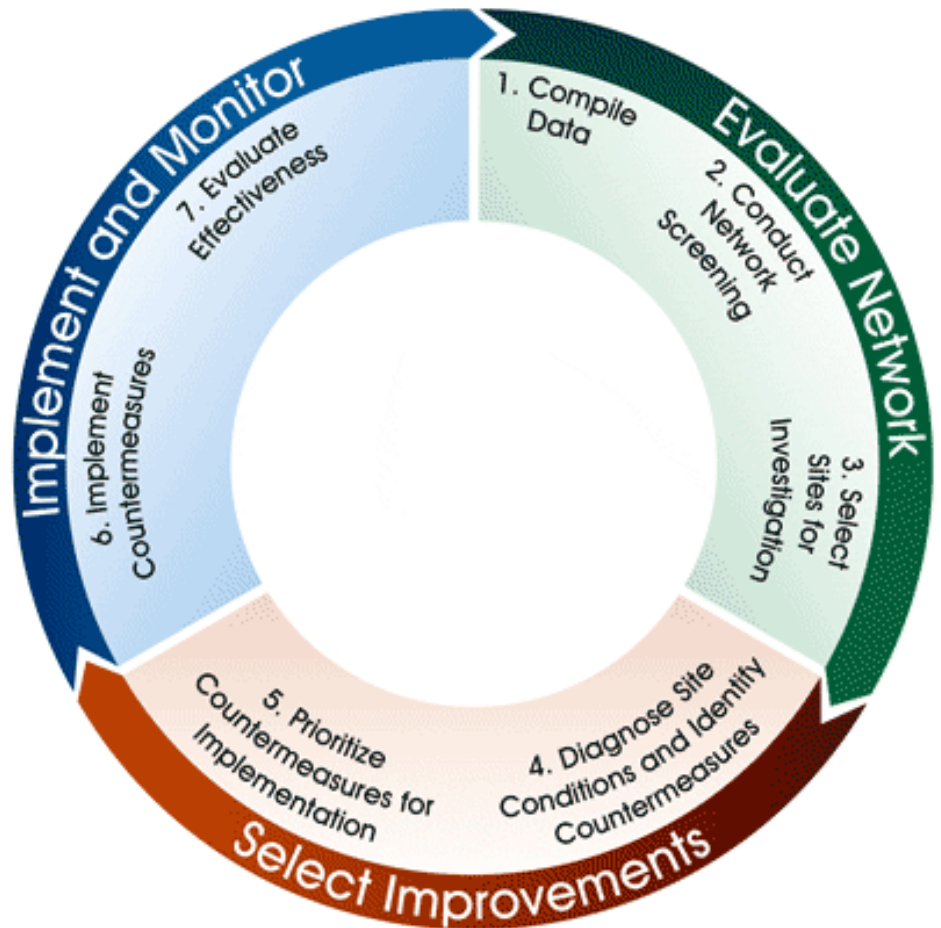 Evaluate Network
1. Compile
Data
2. Conduct
Network
Screening
3. Select
Sites for
Investigation
Select Improvements
4. Diagnose Site
Conditions and Identify
Countermeasures
5. Prioritize
Countermeasures for
Implementation
Implement and Monitor
6. Implement
Countermeasures
7. Evaluate
Effectiveness